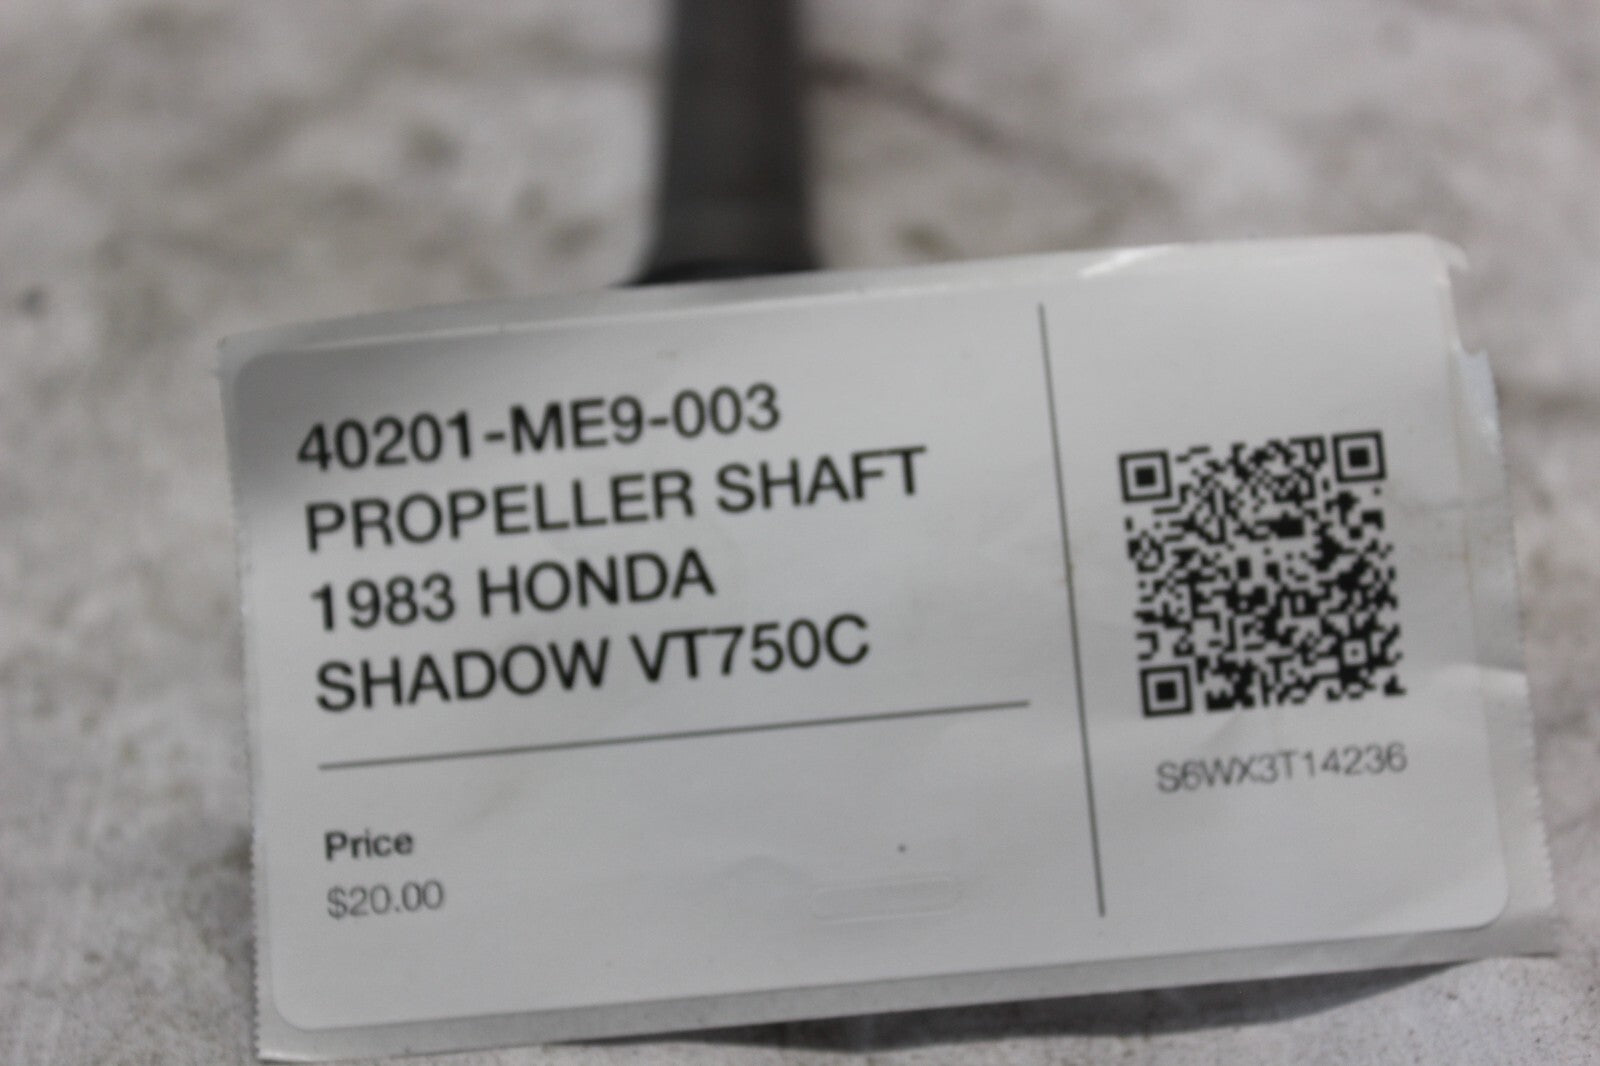 40201-ME9-003
PROPELLER SHAFT
1983 HONDA
SHADOW VT750C
Price
$20.00
S6WX3T14236